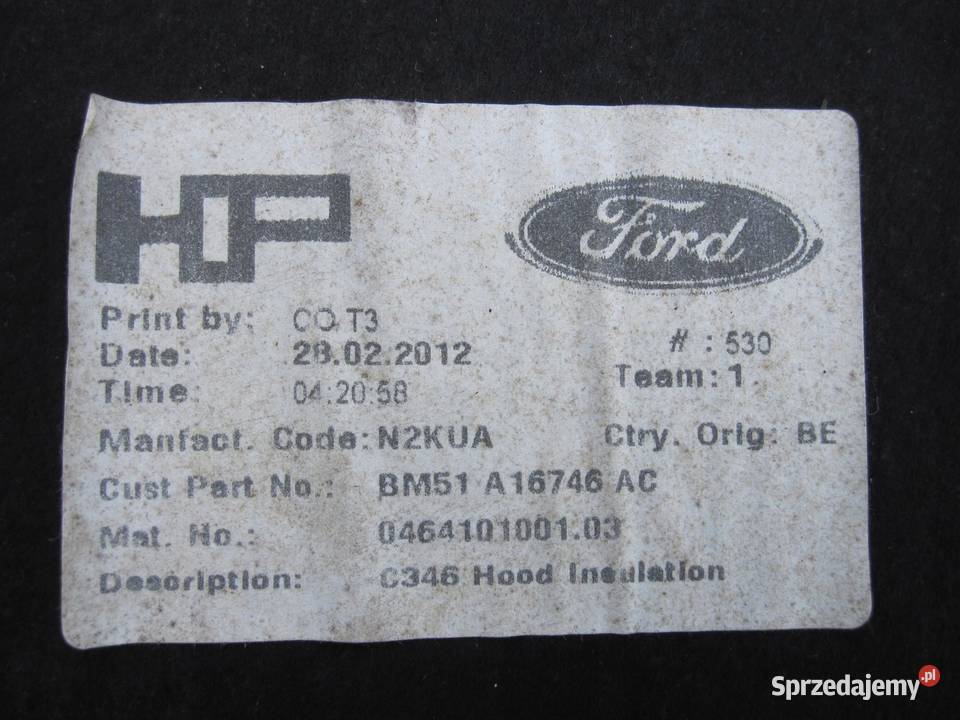 HP
Ford
Print by: CO T3
Date: 28.02.2012
# : 530
Time: 04:20:58
Team: 1
Manfact. Code: N2KUA Ctry. Orig: BE
Cust Part No.: BM51 A16746 AC
Mat. No.: 0464101001.03
Description: C346 Hood Insulation
Sprzedajemy.pl